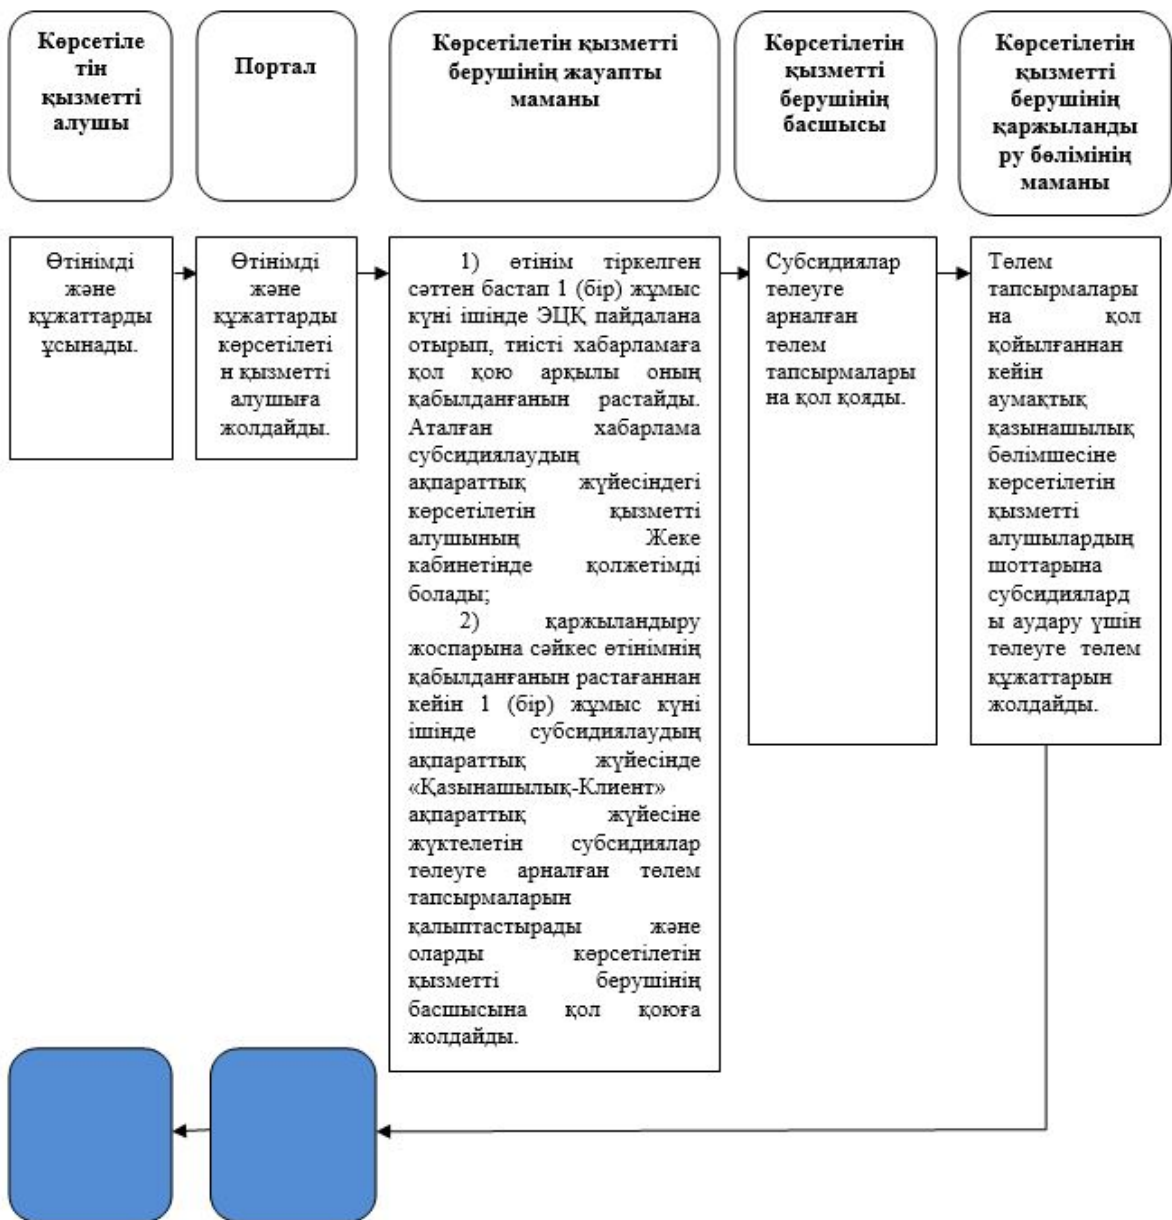 Көрсетіле
тін
қызметті
алушы
Портал
Көрсетілетін қызметті
берушінің жауапты
маманы
Көрсетілетін
қызметті
берушінің
басшысы
Көрсетілетін
қызметті
берушінің
қаржыланды
ру бөлімінің
маманы
Өтінімді
және
құжаттарды
ұсынады.
Өтінімді
және
құжаттарды
көрсетілеті
н қызметті
алушыға
жолдайды.
1) өтінім тіркелген
сәттен бастап 1 (бір) жұмыс
күні ішінде ЭЦҚ пайдалана
отырып, тиісті хабарламаға
қол қою арқылы оның
қабылданғанын растайды.
Аталған хабарлама
субсидиялаудың
ақпараттық жүйесіндегі
көрсетілетін қызметті
алушының Жеке
кабинетінде қолжетімді
болады;
2) қаржыландыру
жоспарына сәйкес өтінімнің
қабылданғанын растағаннан
кейін 1 (бір) жұмыс күні
ішінде субсидиялаудың
ақпараттық жүйесінде
«Қазынашылық-Клиент»
ақпараттық жүйесіне
жүктелетін субсидиялар
төлеуге арналған төлем
тапсырмаларын
қалыптастырады және
оларды көрсетілетін
қызметті берушінің
басшысына қол қоюға
жолдайды.
Субсидиялар
төлеуге
арналған
төлем
тапсырмалары
на қол қояды.
Төлем
тапсырмалары
на қол
қойылғаннан
кейін
аумақтық
қазынашылық
бөлімшесіне
көрсетілетін
қызметті
алушылардың
шоттарына
субсидиялард
ы аудару үшін
төлеуге төлем
құжаттарын
жолдайды.